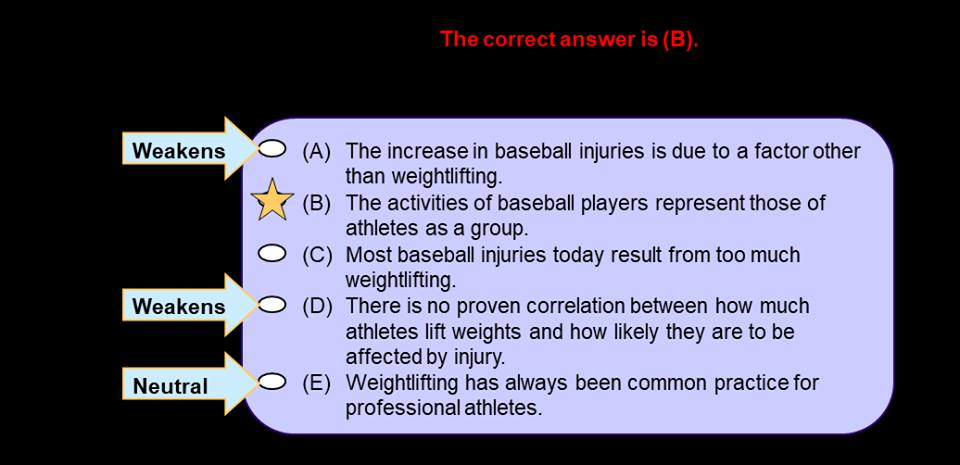 The correct answer is (B).
Weakens
(A) The increase in baseball injuries is due to a factor other
than weightlifting.
(B) The activities of baseball players represent those of
athletes as a group.
(C) Most baseball injuries today result from too much
weightlifting.
Weakens
(D) There is no proven correlation between how much
athletes lift weights and how likely they are to be
affected by injury.
Neutral
(E) Weightlifting has always been common practice for
professional athletes.